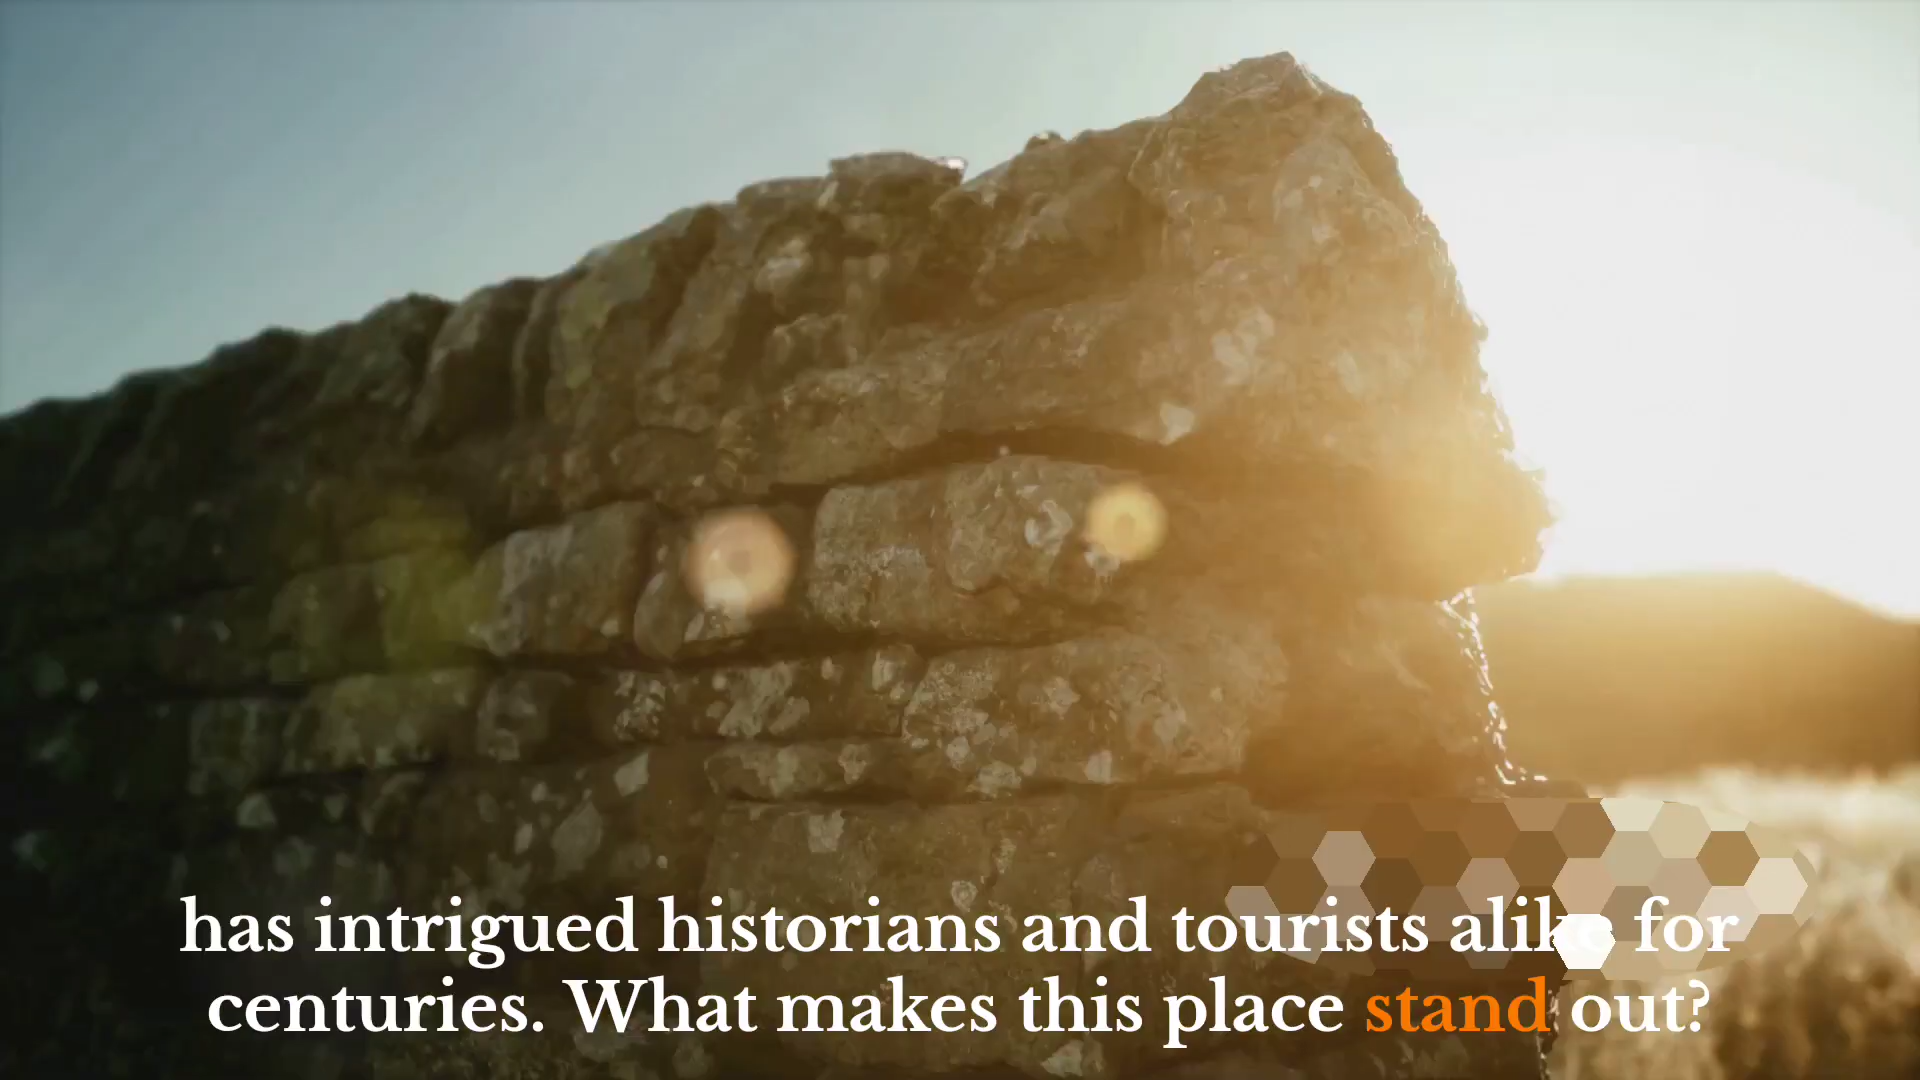 has intrigued historians and tourists alike for
centuries. What makes this place stand out?